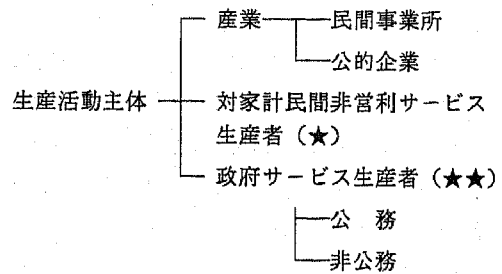 産業
民間事業所
公的企業
生産活動主体
対家計民間非営利サービス
生産者(★)
政府サービス生産者(★★)
公 務
非公務